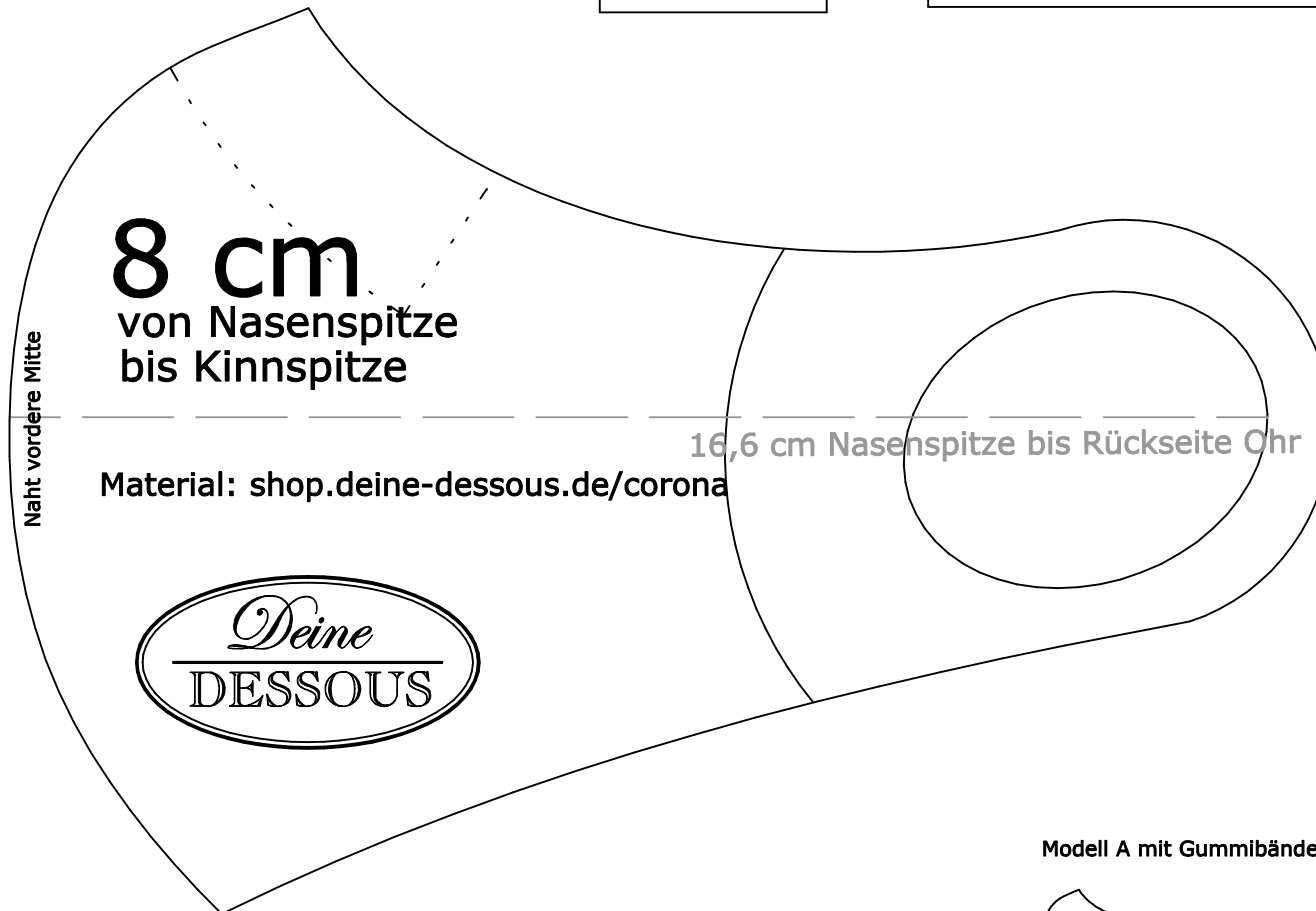 8 cm
von Nasenspitze
bis Kinnspitze
Naht vordere Mitte
16,6 cm Nasenspitze bis Rückseite Ohr
Material: shop.deine-dessous.de/corona
Deine
DESSOUS
Modell A mit Gummibände